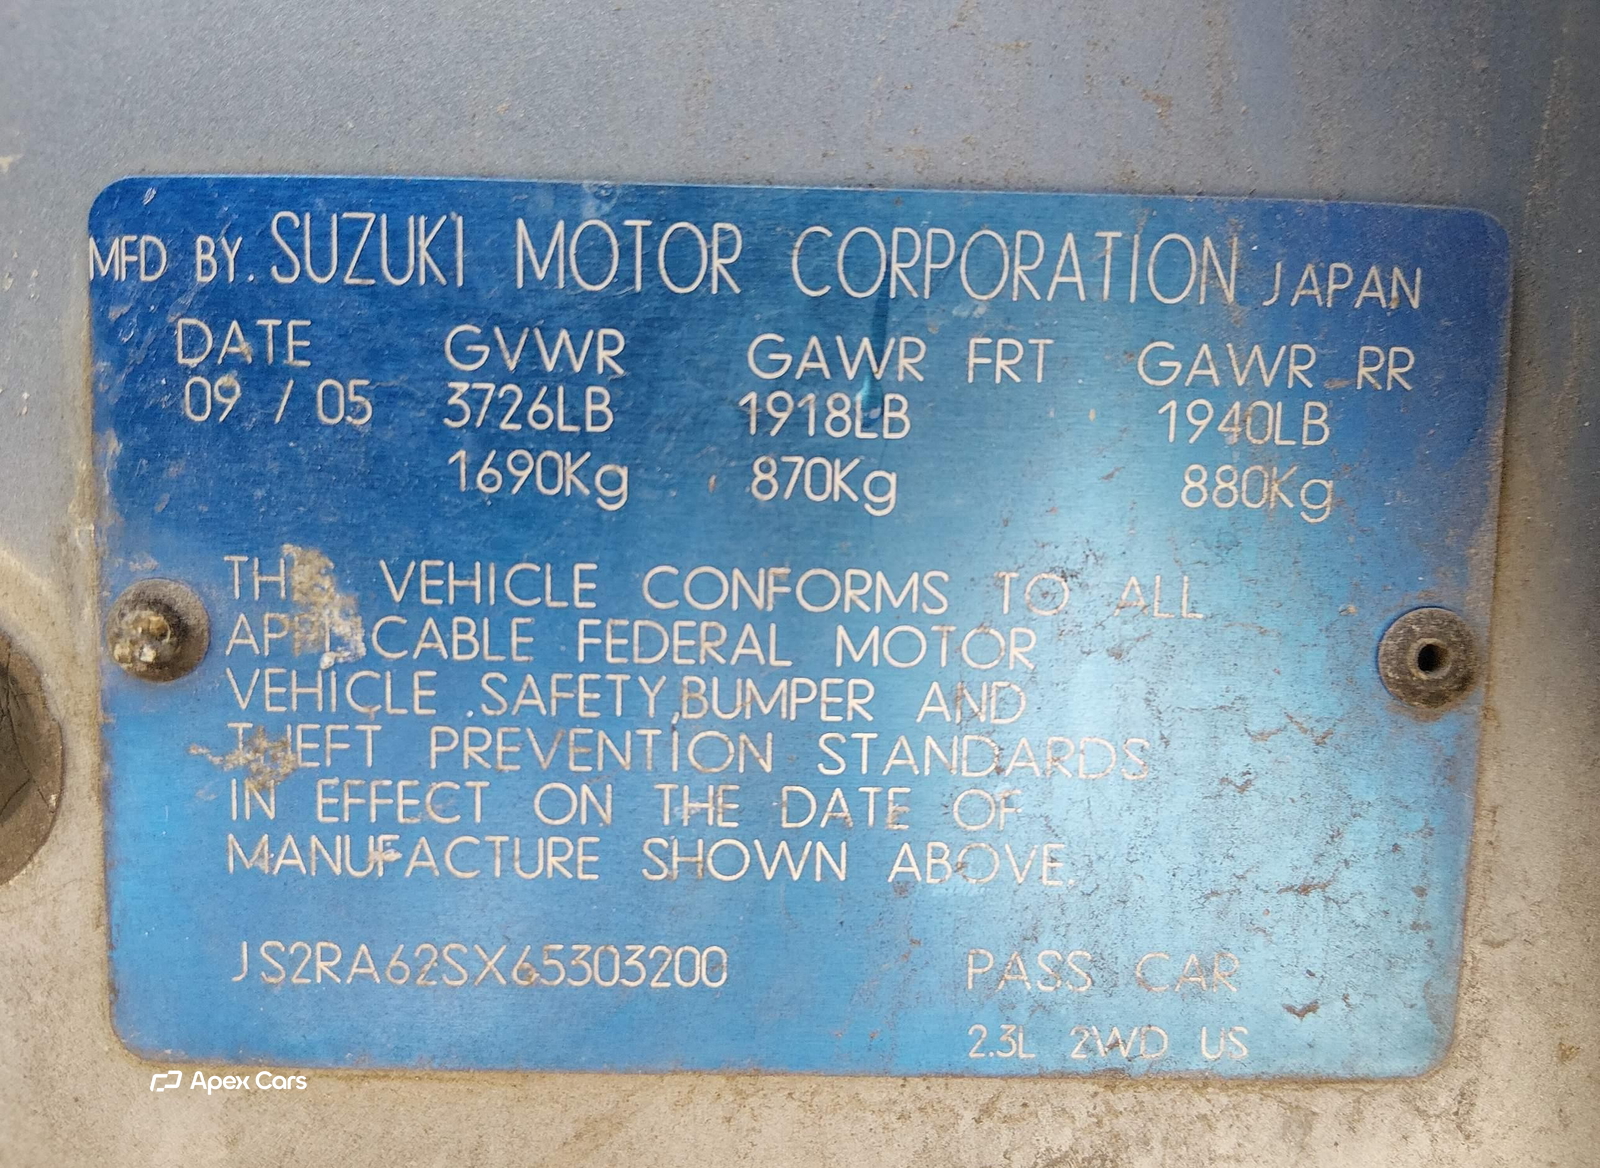 MFD BY. SUZUKI MOTOR CORPORATION JAPAN
DATE GVWR GAWR FRT GAWR RR
09 / 05 3726LB 1918LB 1940LB
1690Kg 870Kg 880Kg
VEHICLE CONFORMS TO ALL
APPLICABLE FEDERAL MOTOR
VEHICLE .SAFETY,BUMPER AND
THEFT PREVENTION STANDARDS
IN EFFECT ON THE DATE OF
MANUFACTURE SHOWN ABOVE.
JS2RA62SX65303200 PASS CAR
2.3L 2WD US
Apex Cars